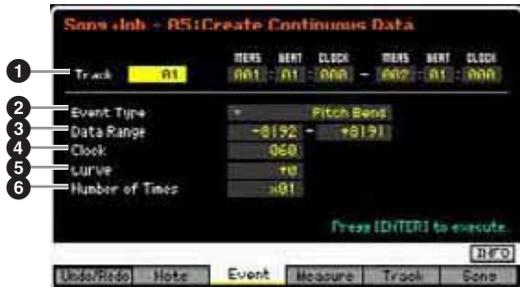 Song Job - 05:Create Continuous Data
MEAS BEAT CLOCK MEAS BEAT CLOCK
1 Track 01 001 : 01 : 000 - 002 : 01 : 000
2 Event Type Pitch Bend
3 Data Range -8192 - +8191
4 Clock 060
5 Curve +0
6 Number of Times x01
Press [ENTER] to execute.
INFO
Undo/Redo Note Event Measure Track Song